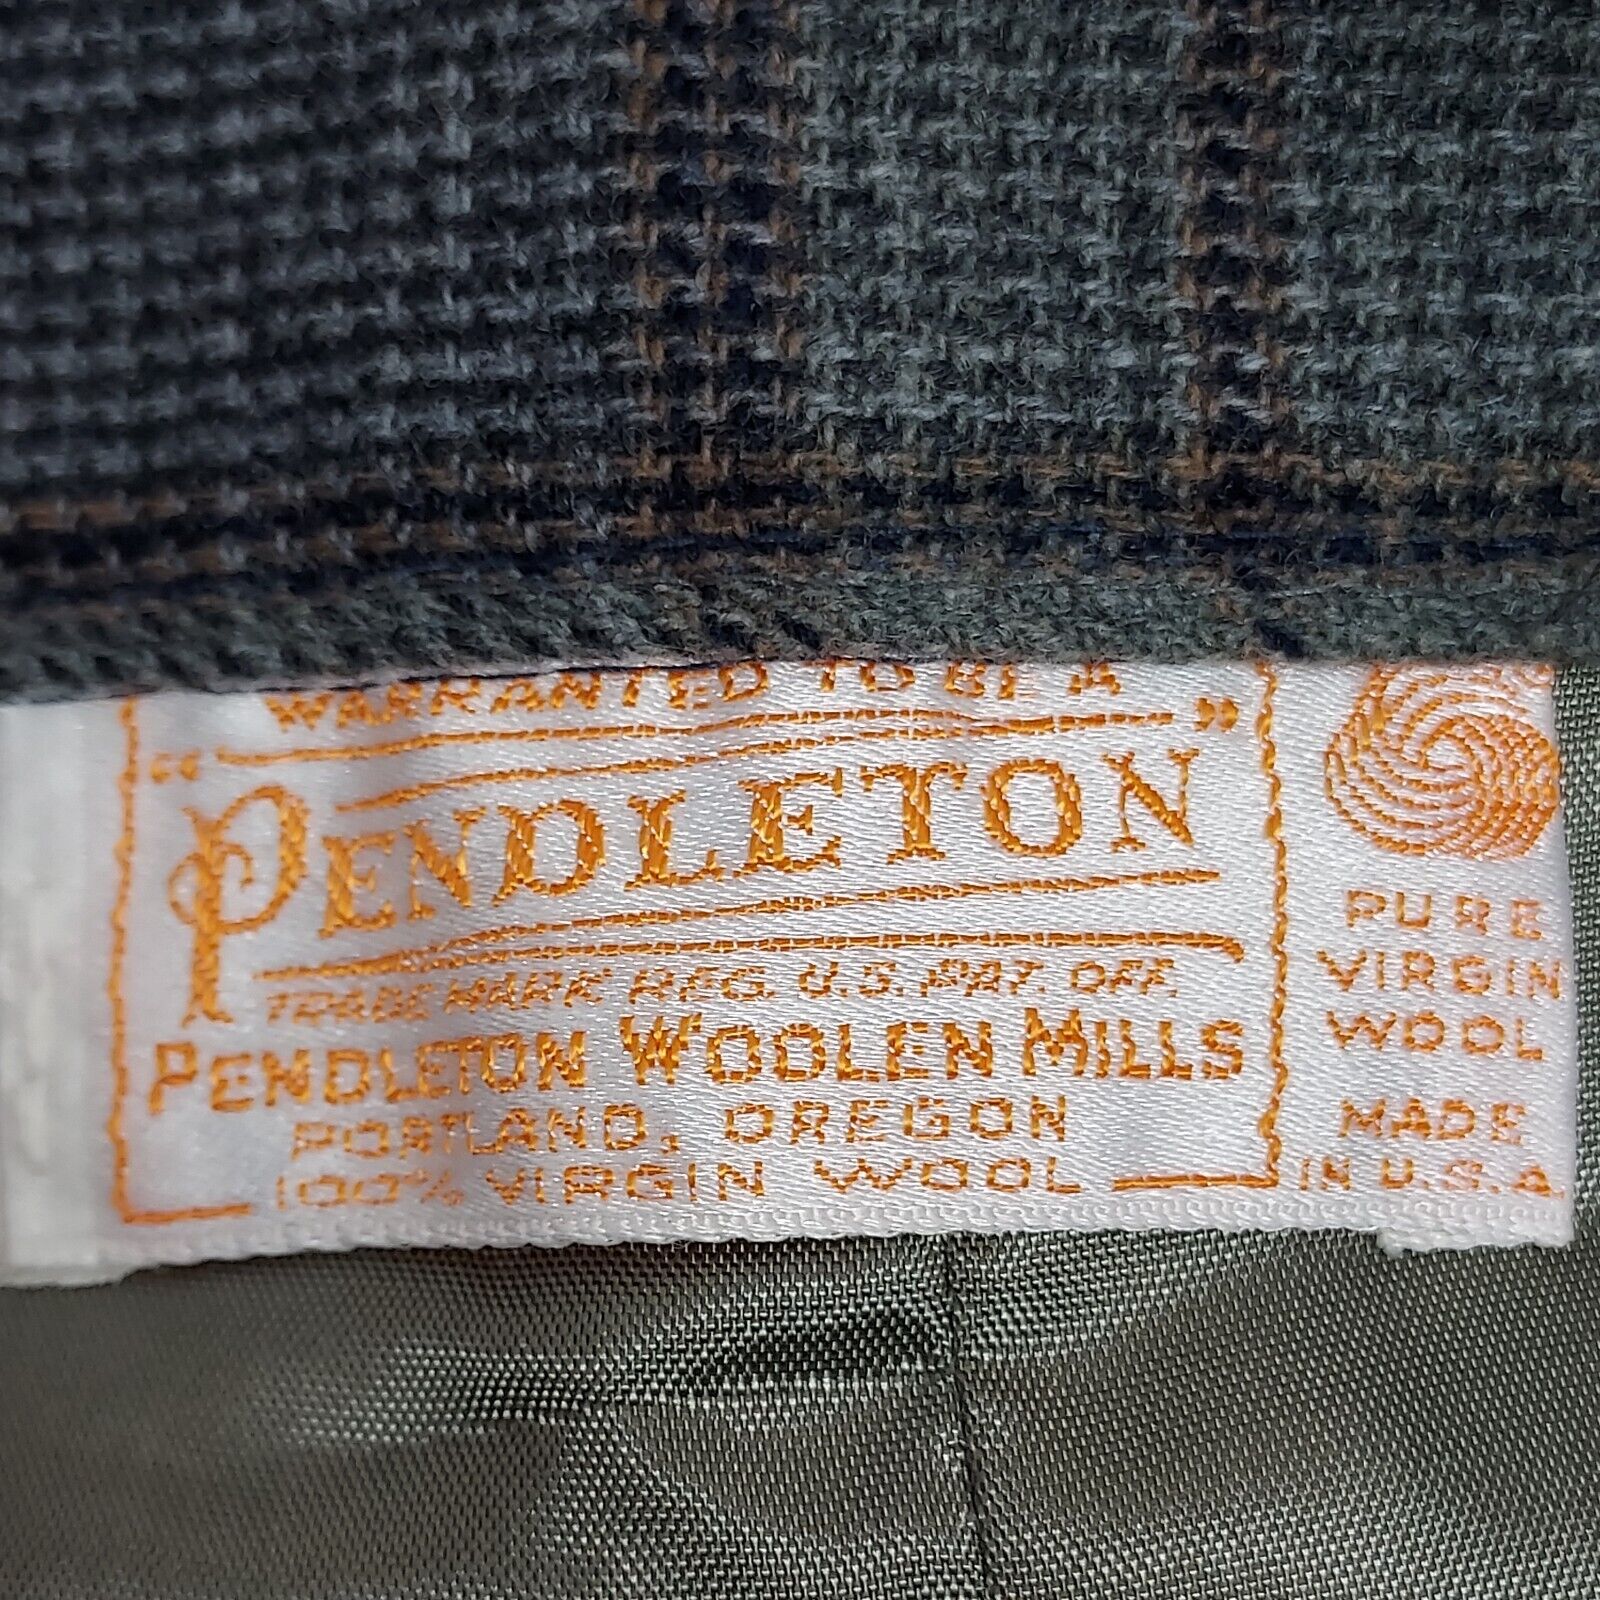 WARRANTED TO BE A
"PENDLETON"
TRADE MARK REG. U.S. PAT. OFF.
PENDLETON WOOLEN MILLS
PORTLAND, OREGON
100% VIRGIN WOOL
PURE
VIRGIN
WOOL
MADE
IN U.S.A.